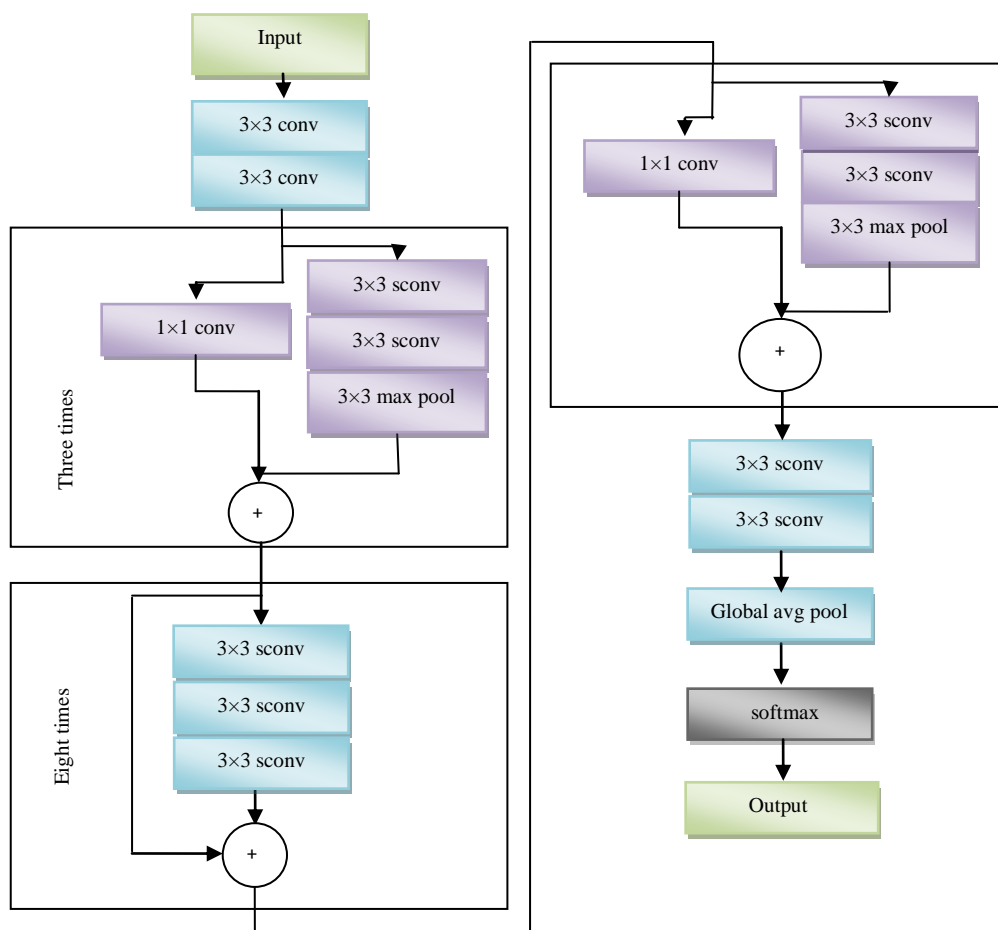 Input
3×3 conv
3×3 conv
Three times
1×1 conv
3×3 sconv
3×3 sconv
3×3 max pool
+
Eight times
3×3 sconv
3×3 sconv
3×3 sconv
+
1×1 conv
3×3 sconv
3×3 sconv
3×3 max pool
+
3×3 sconv
3×3 sconv
Global avg pool
softmax
Output